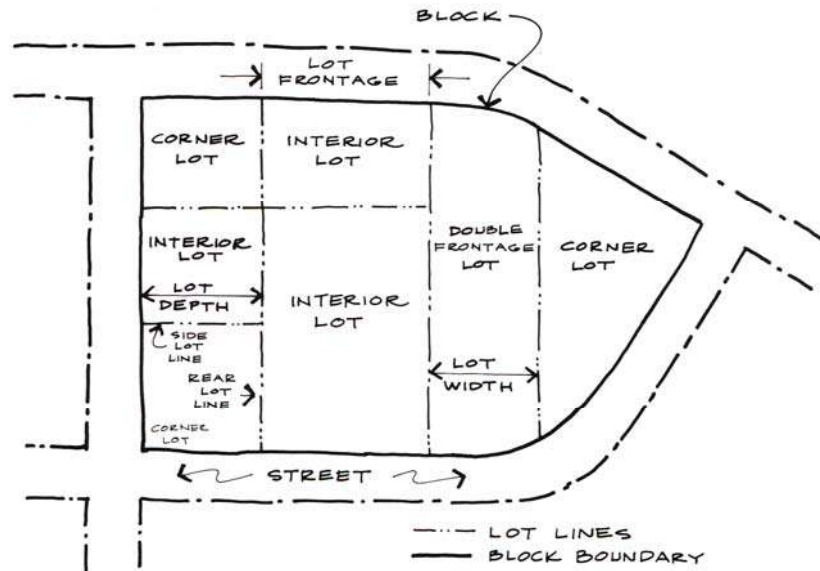 BLOCK
LOT
FRONTAGE
CORNER
LOT
INTERIOR
LOT
INTERIOR
LOT
LOT
DEPTH
INTERIOR
LOT
DOUBLE
FRONTAGE
LOT
CORNER
LOT
SIDE
LOT
LINE
REAR
LOT
LINE
LOT
WIDTH
CORNER
LOT
STREET
LOT LINES
BLOCK BOUNDARY